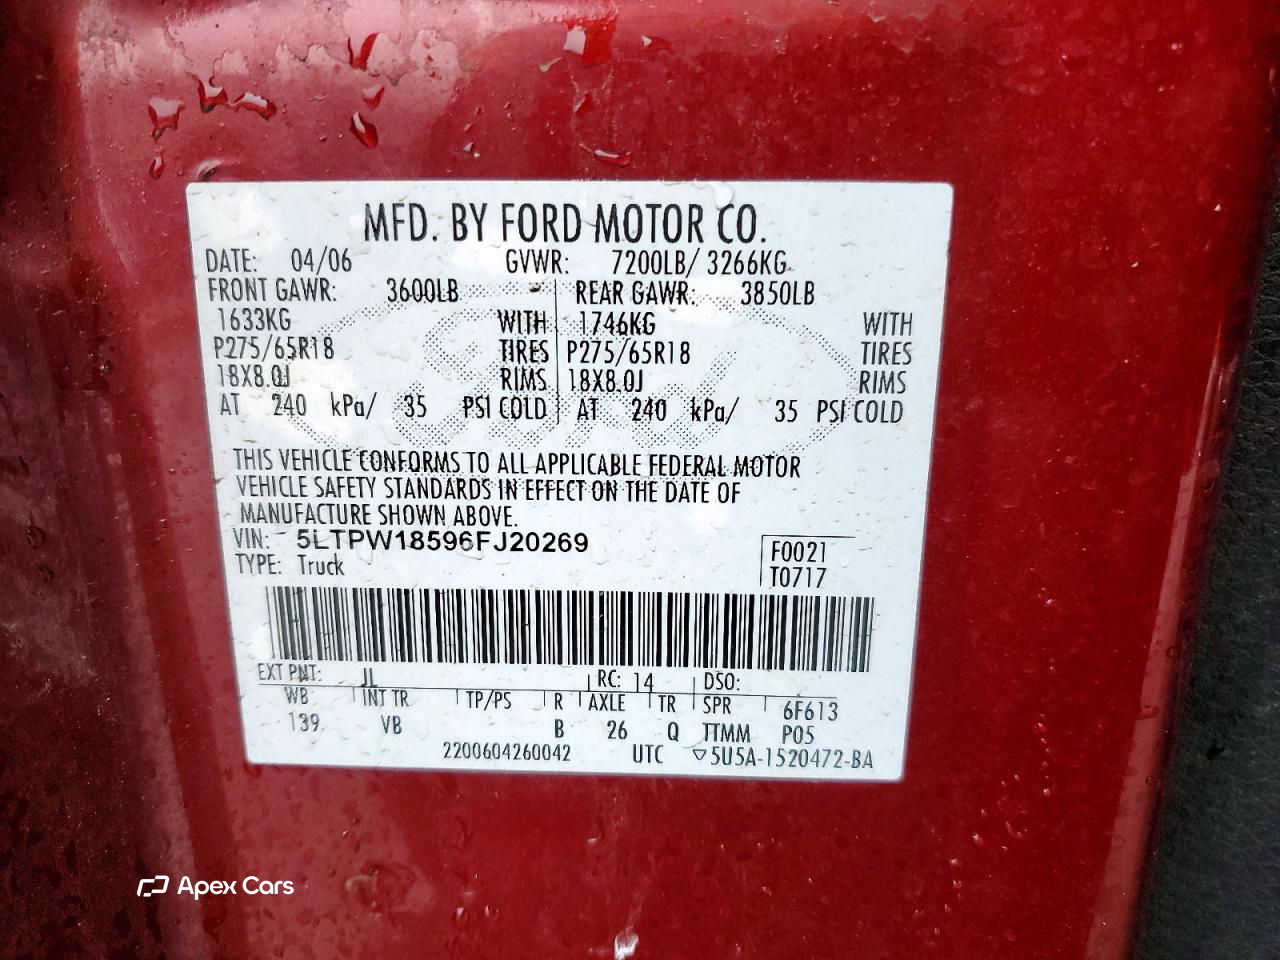 MFD. BY FORD MOTOR CO.
DATE: 04/06 GVWR: 7200LB/ 3266KG
FRONT GAWR: 3600LB REAR GAWR: 3850LB
1633KG WITH 1746KG WITH
P275/65R18 TIRES P275/65R18 TIRES
18X8.0J RIMS 18X8.0J RIMS
AT 240 kPa/ 35 PSI COLD AT 240 kPa/ 35 PSI COLD
THIS VEHICLE CONFORMS TO ALL APPLICABLE FEDERAL MOTOR
VEHICLE SAFETY STANDARDS IN EFFECT ON THE DATE OF
MANUFACTURE SHOWN ABOVE.
VIN: 5LTPW18596FJ20269
F0021
TYPE: Truck
T0717
EXT PNT: JL RC: 14 DSO:
WB INT TR TP/PS R AXLE TR SPR 6F613
139 VB B 26 Q TTMM P05
2200604260042 UTC ▽5U5A-1520472-BA
Apex Cars